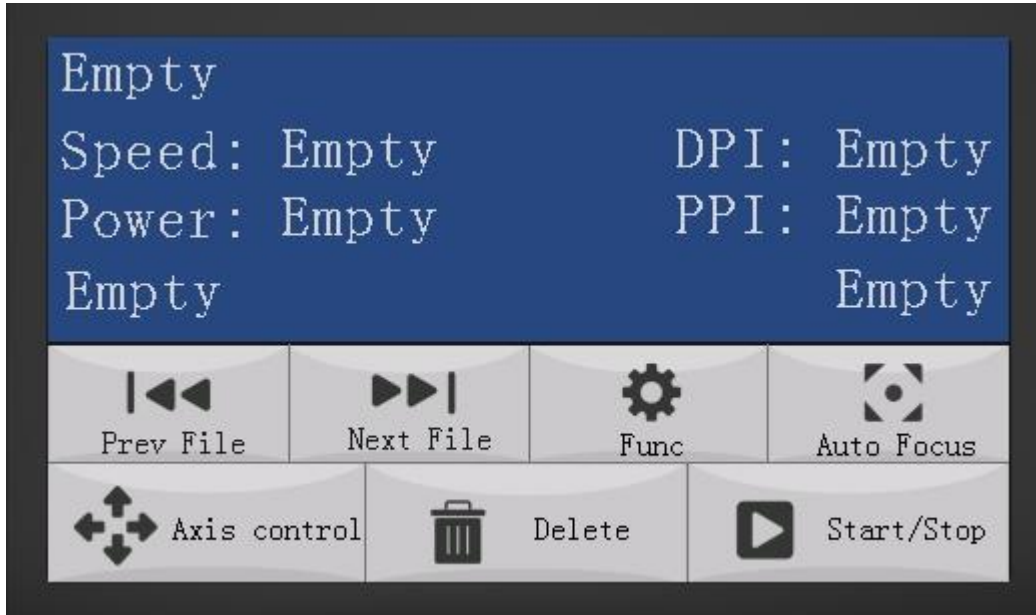 Empty
Speed: Empty DPI: Empty
Power: Empty PPI: Empty
Empty Empty
Prev File Next File Func Auto Focus
Axis control Delete Start/Stop